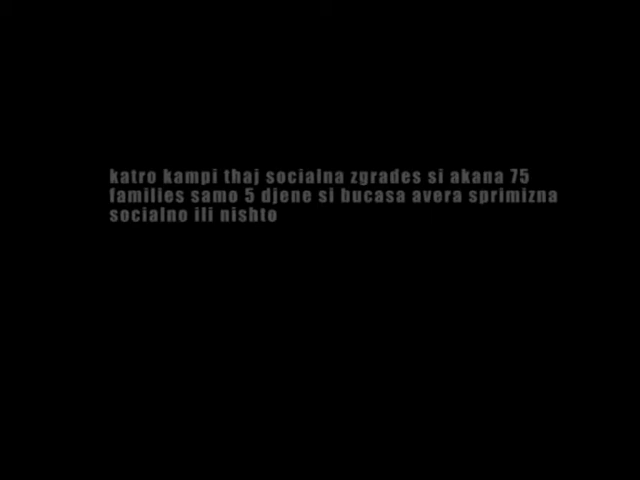 katro kampi thaj socialna zgrades si akana 75
families samo 5 djene si bucasa avera sprimizna
socialno ili nishto